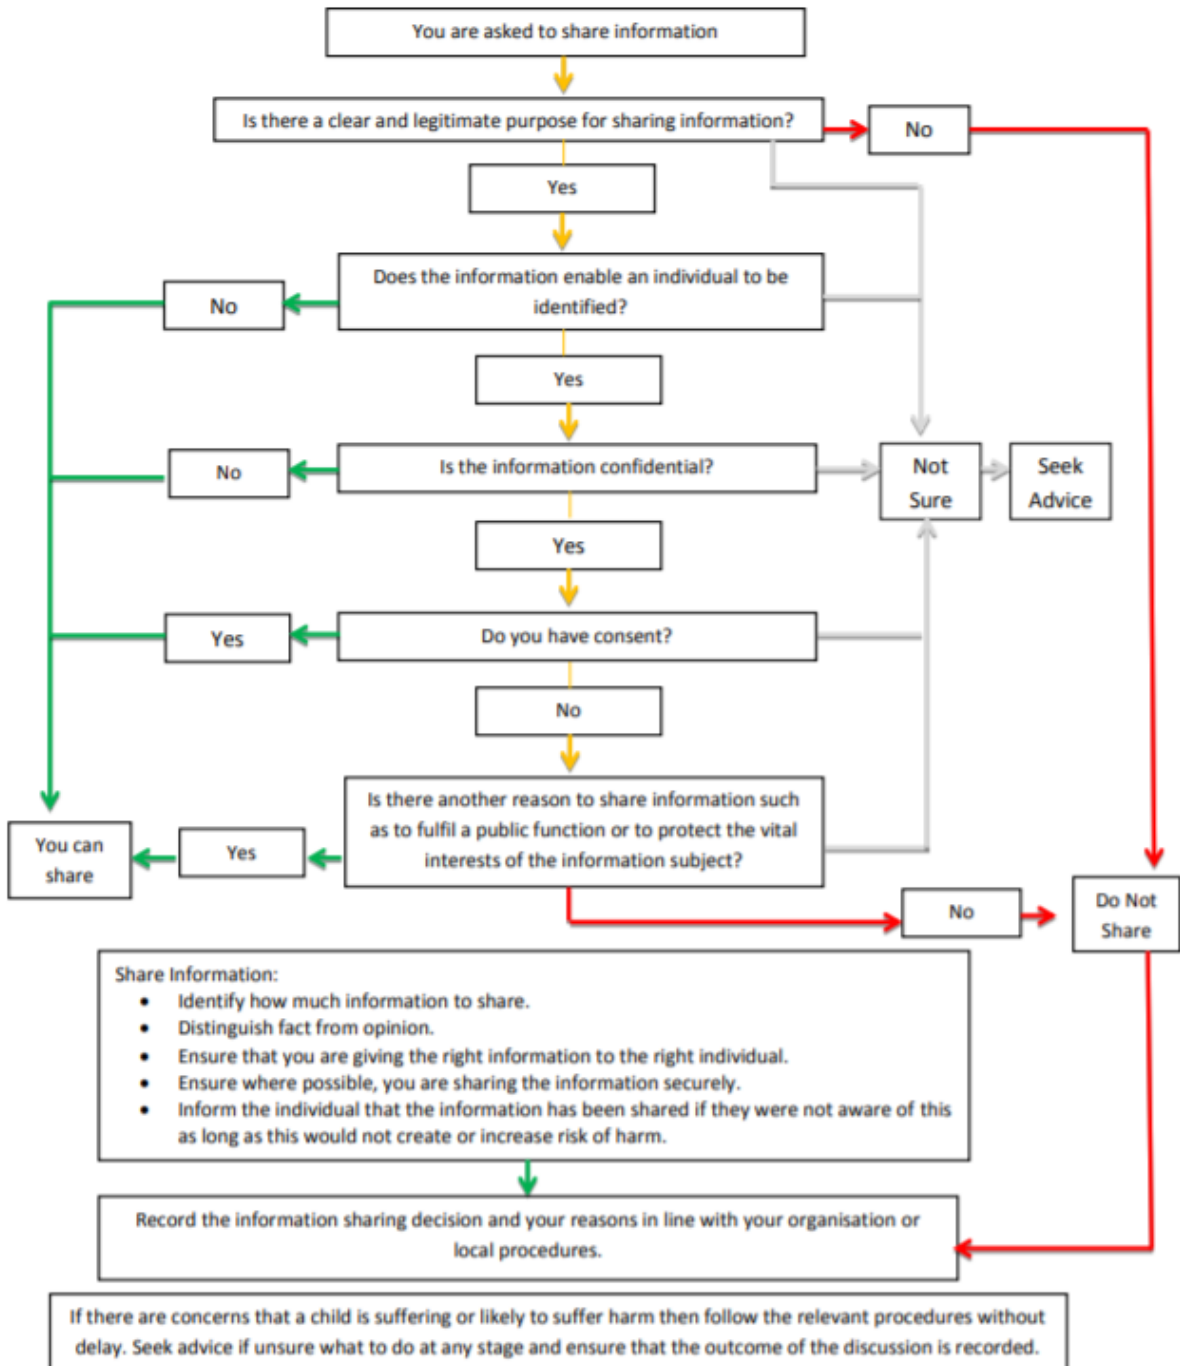 You are asked to share information
Is there a clear and legitimate purpose for sharing information?
No
Yes
Does the information enable an individual to be
identified?
No
Yes
Is the information confidential?
No
Not
Sure
Seek
Advice
Yes
Do you have consent?
Yes
No
Is there another reason to share information such
as to fulfil a public function or to protect the vital
interests of the information subject?
Yes
You can
share
No
Do Not
Share
Share Information:
• Identify how much information to share.
• Distinguish fact from opinion.
• Ensure that you are giving the right information to the right individual.
• Ensure where possible, you are sharing the information securely.
• Inform the individual that the information has been shared if they were not aware of this
as long as this would not create or increase risk of harm.
Record the information sharing decision and your reasons in line with your organisation or
local procedures.
If there are concerns that a child is suffering or likely to suffer harm then follow the relevant procedures without
delay. Seek advice if unsure what to do at any stage and ensure that the outcome of the discussion is recorded.